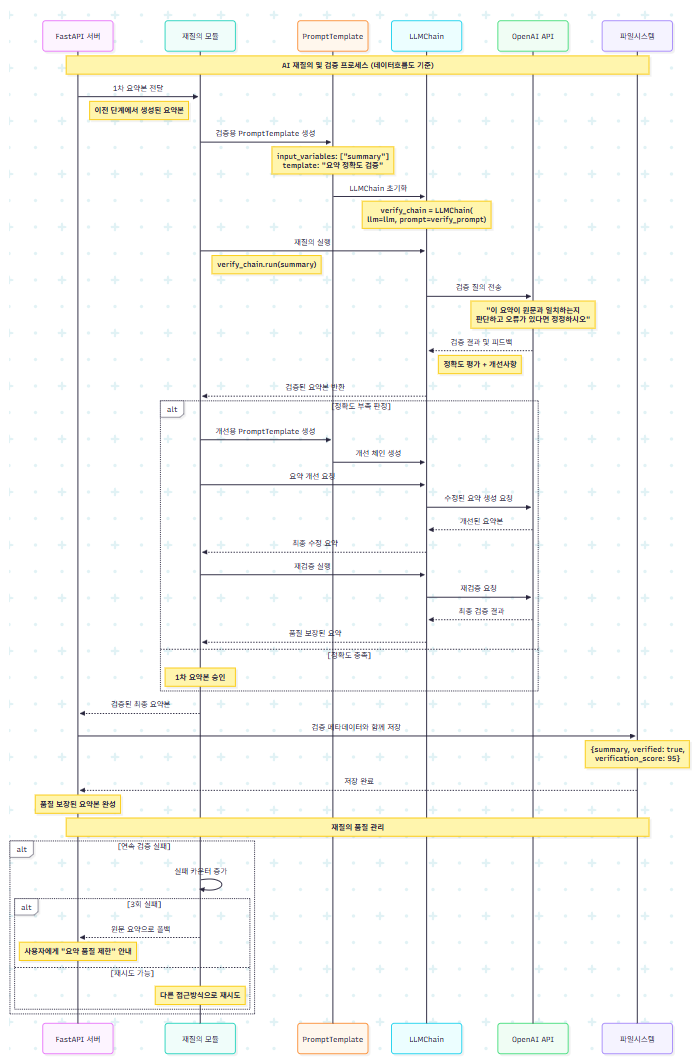 FastAPI 서버
재질의 모듈
PromptTemplate
LLMChain
OpenAI API
파일시스템
AI 재질의 및 검증 프로세스 (데이터흐름도 기준)
1차 요약본 전달
이전 단계에서 생성된 요약본
검증용 PromptTemplate 생성
input_variables: ["summary"]
template: "요약 정확도 검증"
LLMChain 초기화
verify_chain = LLMChain(
llm=llm, prompt=verify_prompt)
재질의 실행
verify_chain.run(summary)
검증 질의 전송
"이 요약이 원문과 일치하는지
판단하고 오류가 있다면 정정하시오"
검증 결과 및 피드백
정확도 평가 + 개선사항
검증된 요약본 반환
alt
[정확도 부족 판정]
개선용 PromptTemplate 생성
개선 체인 생성
요약 개선 요청
수정된 요약 생성 요청
개선된 요약본
최종 수정 요약
재검증 실행
재검증 요청
최종 검증 결과
품질 보장된 요약
[정확도 충족]
1차 요약본 승인
검증된 최종 요약본
검증 메타데이터와 함께 저장
{summary, verified: true,
verification_score: 95}
저장 완료
품질 보장된 요약본 완성
재질의 품질 관리
alt
[연속 검증 실패]
실패 카운터 증가
alt
[3회 실패]
원문 요약으로 폴백
사용자에게 "요약 품질 제한" 안내
[재시도 가능]
다른 접근방식으로 재시도
FastAPI 서버
재질의 모듈
PromptTemplate
LLMChain
OpenAI API
파일시스템